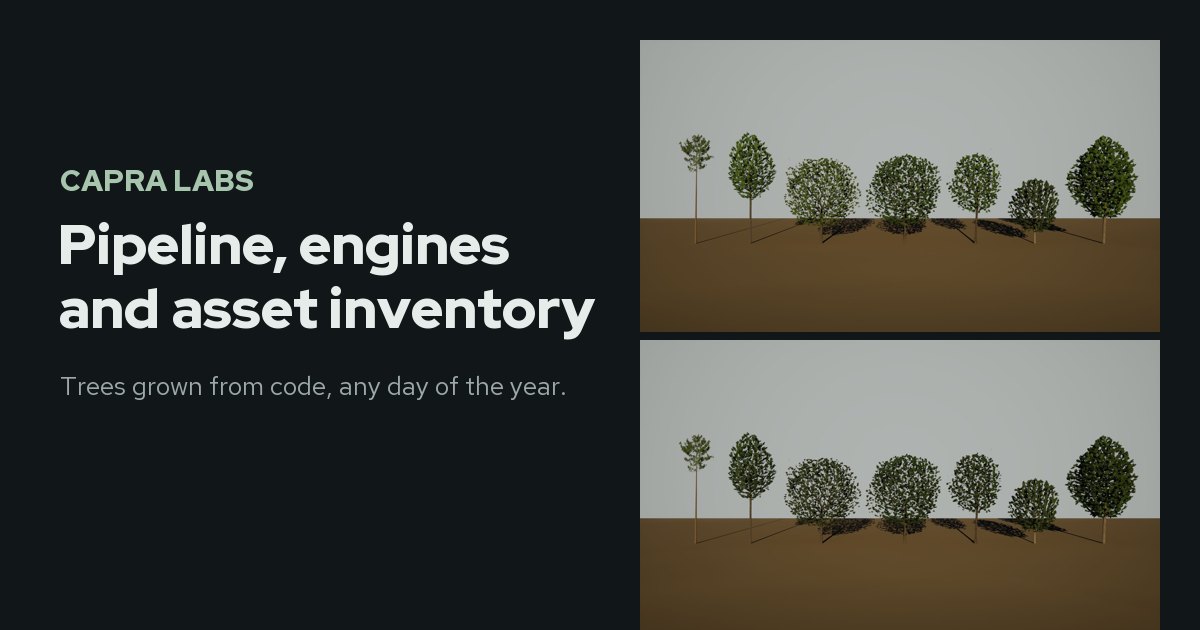 CAPRA LABS
Pipeline, engines
and asset inventory
Trees grown from code, any day of the year.